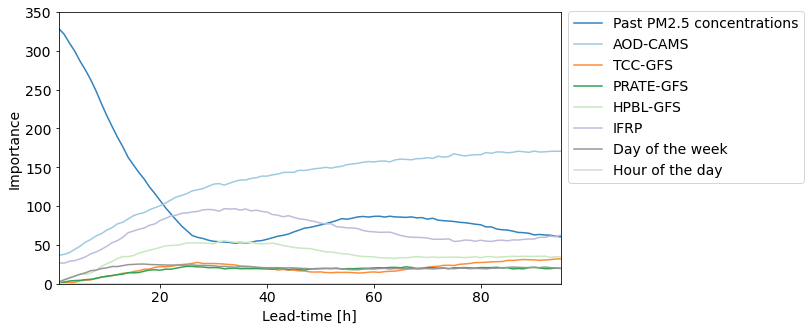 350
300
250
200
150
100
50
0
Importance
20
40
60
80
Lead-time [h]
Past PM2.5 concentrations
AOD-CAMS
TCC-GFS
PRATE-GFS
HPBL-GFS
IFRP
Day of the week
Hour of the day